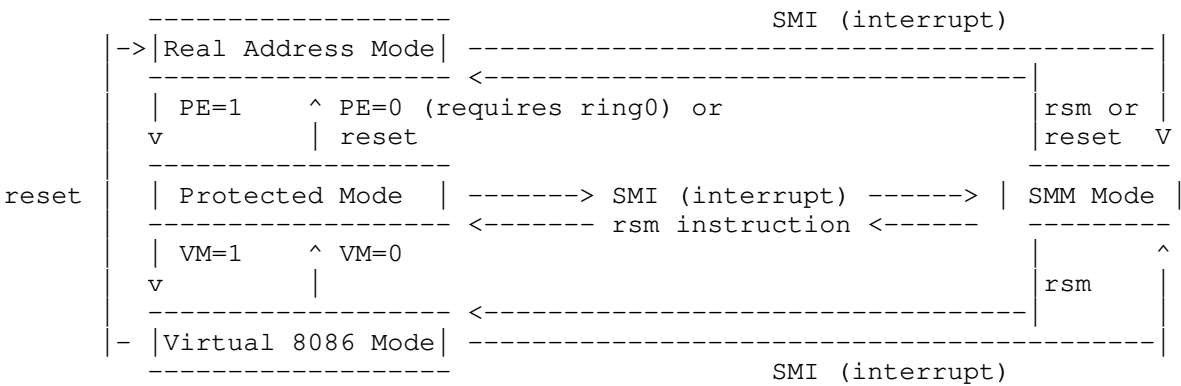 SMI (interrupt)
|->|Real Address Mode|
| PE=1 ^ PE=0 (requires ring0) or |rsm or |
v | reset |reset V
reset | | Protected Mode | -------> SMI (interrupt) ------> | SMM Mode |
<------- rsm instruction <------
| VM=1 ^ VM=0 | ^
v | |rsm |
|- |Virtual 8086 Mode|
SMI (interrupt)